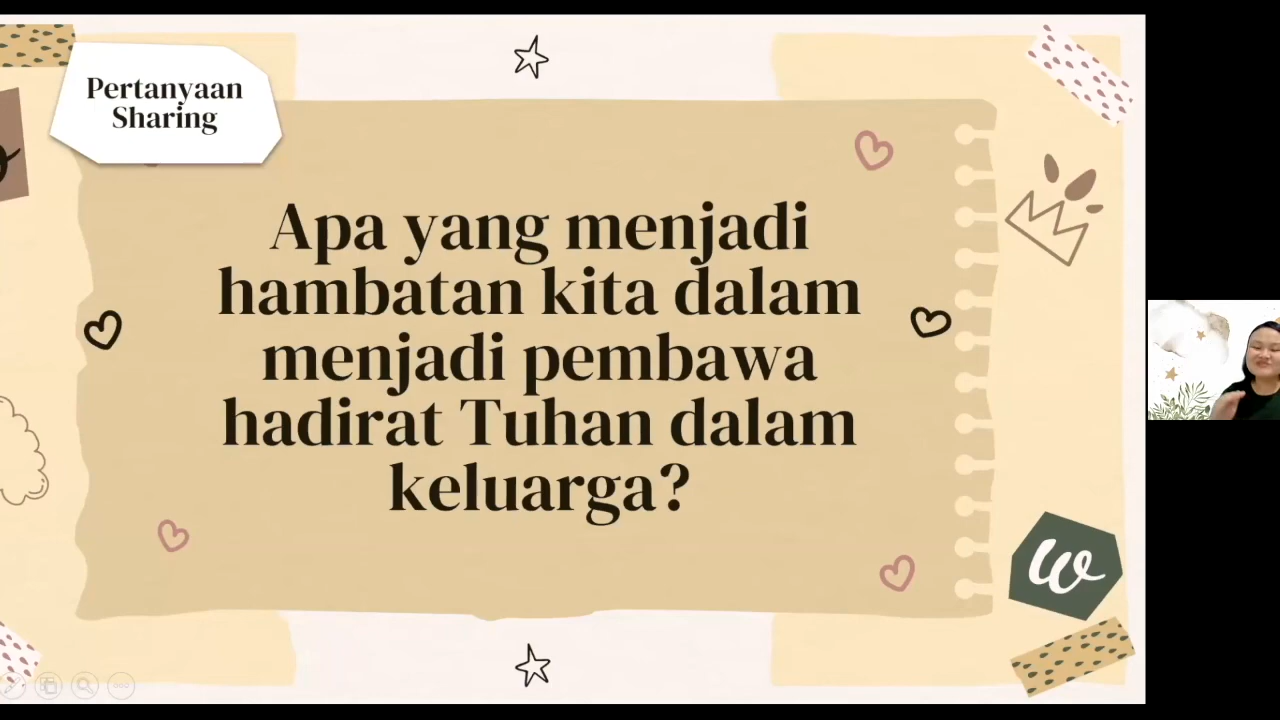 Pertanyaan
Sharing
Apa yang menjadi
hambatan kita dalam
menjadi pembawa
hadirat Tuhan dalam
keluarga?
w